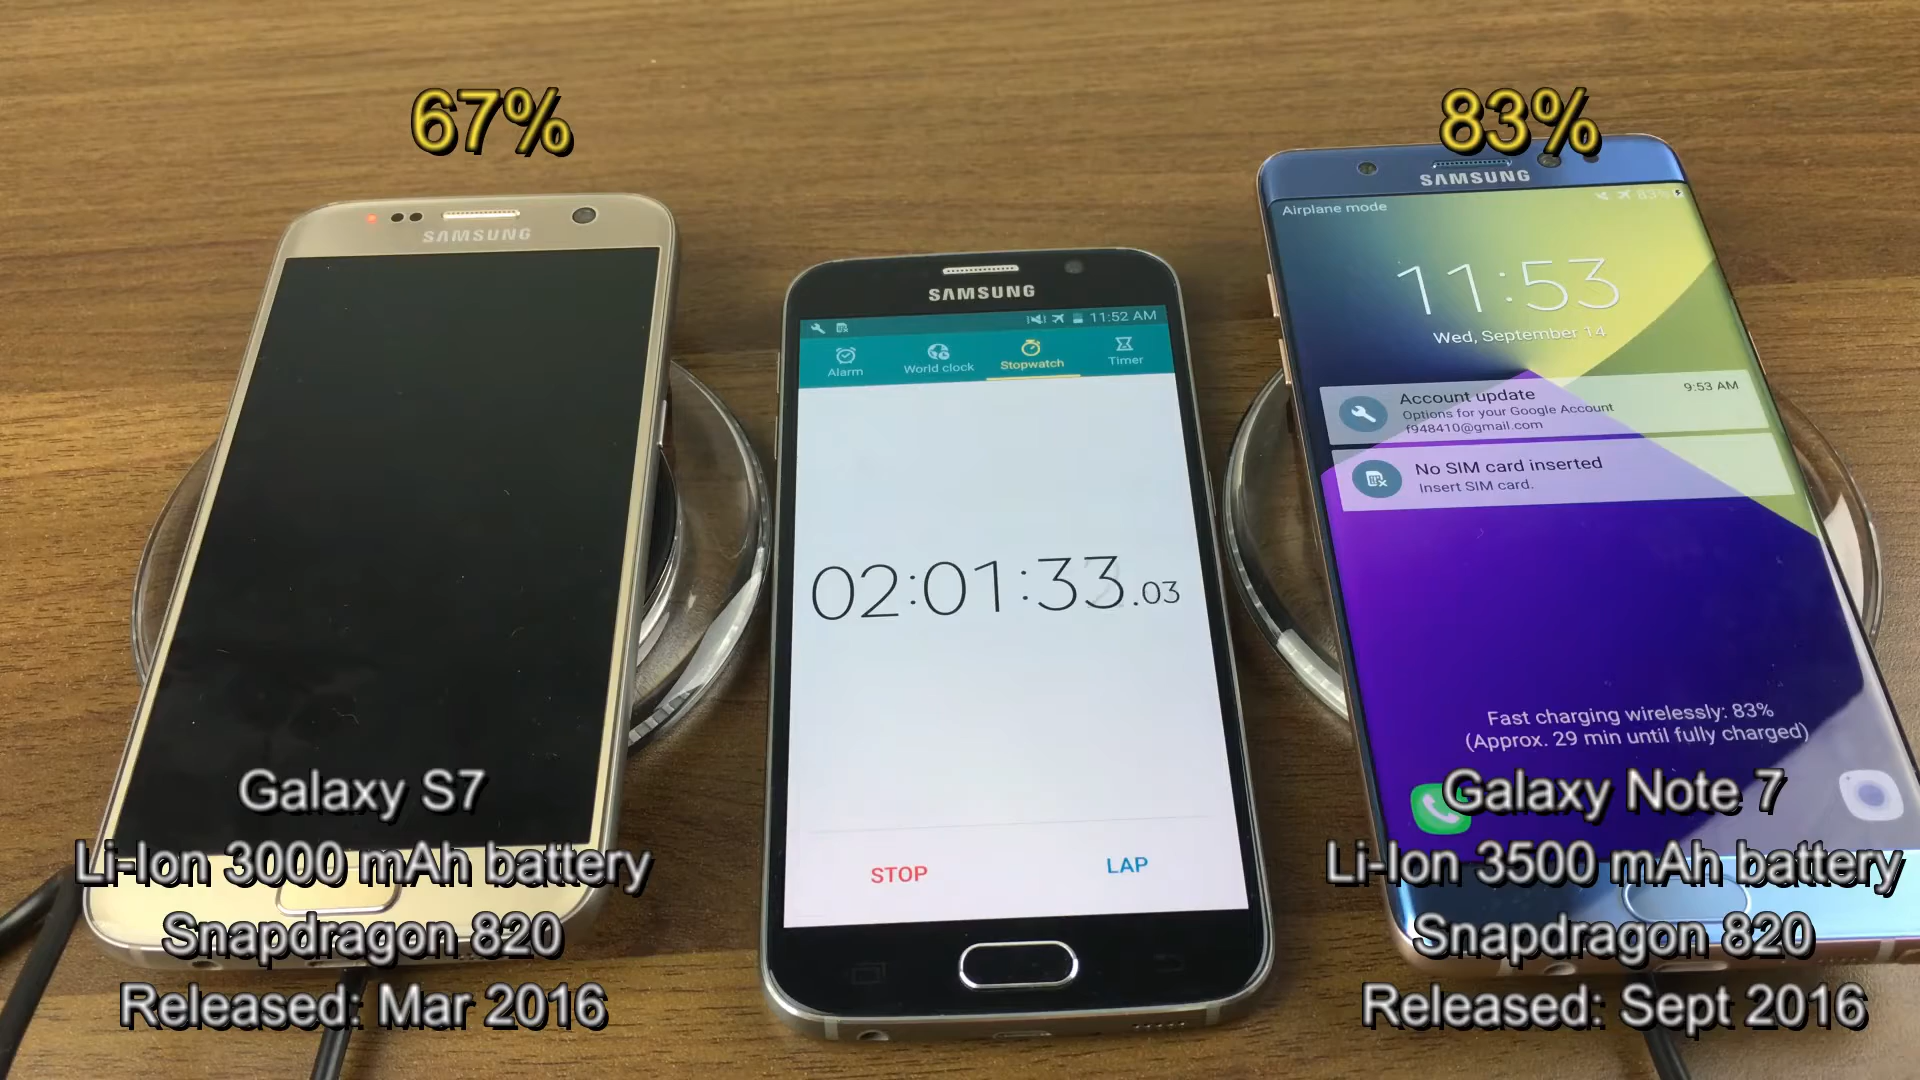 67%
83%
SAMSUNG
SAMSUNG
SAMSUNG
Airplane mode
83%
11:53
Wed, September 14
Account update
9:53 AM
Options for your Google Account
f948410@gmail.com
No SIM card inserted
Insert SIM card.
Fast charging wirelessly: 83%
(Approx. 29 min until fully charged)
11:52 AM
Alarm
World clock
Stopwatch
Timer
02:01:33.03
STOP
LAP
Galaxy S7
Li-Ion 3000 mAh battery
Snapdragon 820
Released: Mar 2016
Galaxy Note 7
Li-Ion 3500 mAh battery
Snapdragon 820
Released: Sept 2016